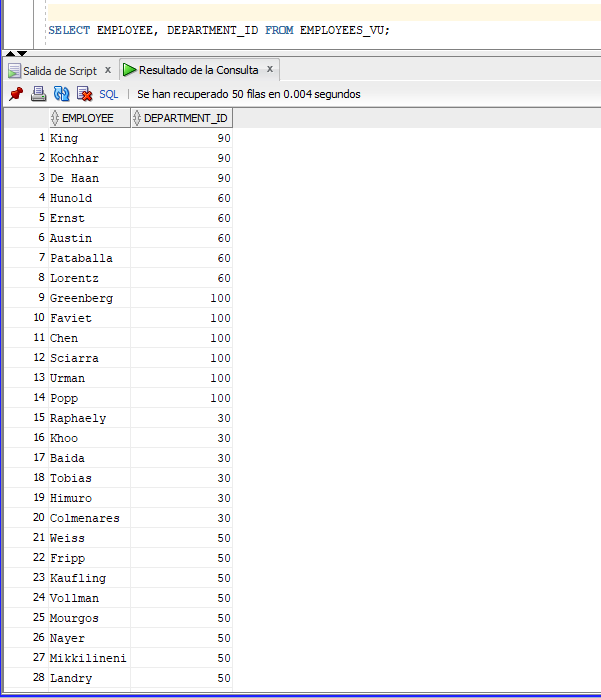 SELECT EMPLOYEE, DEPARTMENT_ID FROM EMPLOYEES_VU;
Salida de Script x Resultado de la Consulta x
SQL | Se han recuperado 50 filas en 0.004 segundos
EMPLOYEE DEPARTMENT_ID
1 King 90
2 Kochhar 90
3 De Haan 90
4 Hunold 60
5 Ernst 60
6 Austin 60
7 Pataballa 60
8 Lorentz 60
9 Greenberg 100
10 Faviet 100
11 Chen 100
12 Sciarra 100
13 Urman 100
14 Popp 100
15 Raphaely 30
16 Khoo 30
17 Baida 30
18 Tobias 30
19 Himuro 30
20 Colmenares 30
21 Weiss 50
22 Fripp 50
23 Kaufling 50
24 Vollman 50
25 Mourgos 50
26 Nayer 50
27 Mikkilineni 50
28 Landry 50